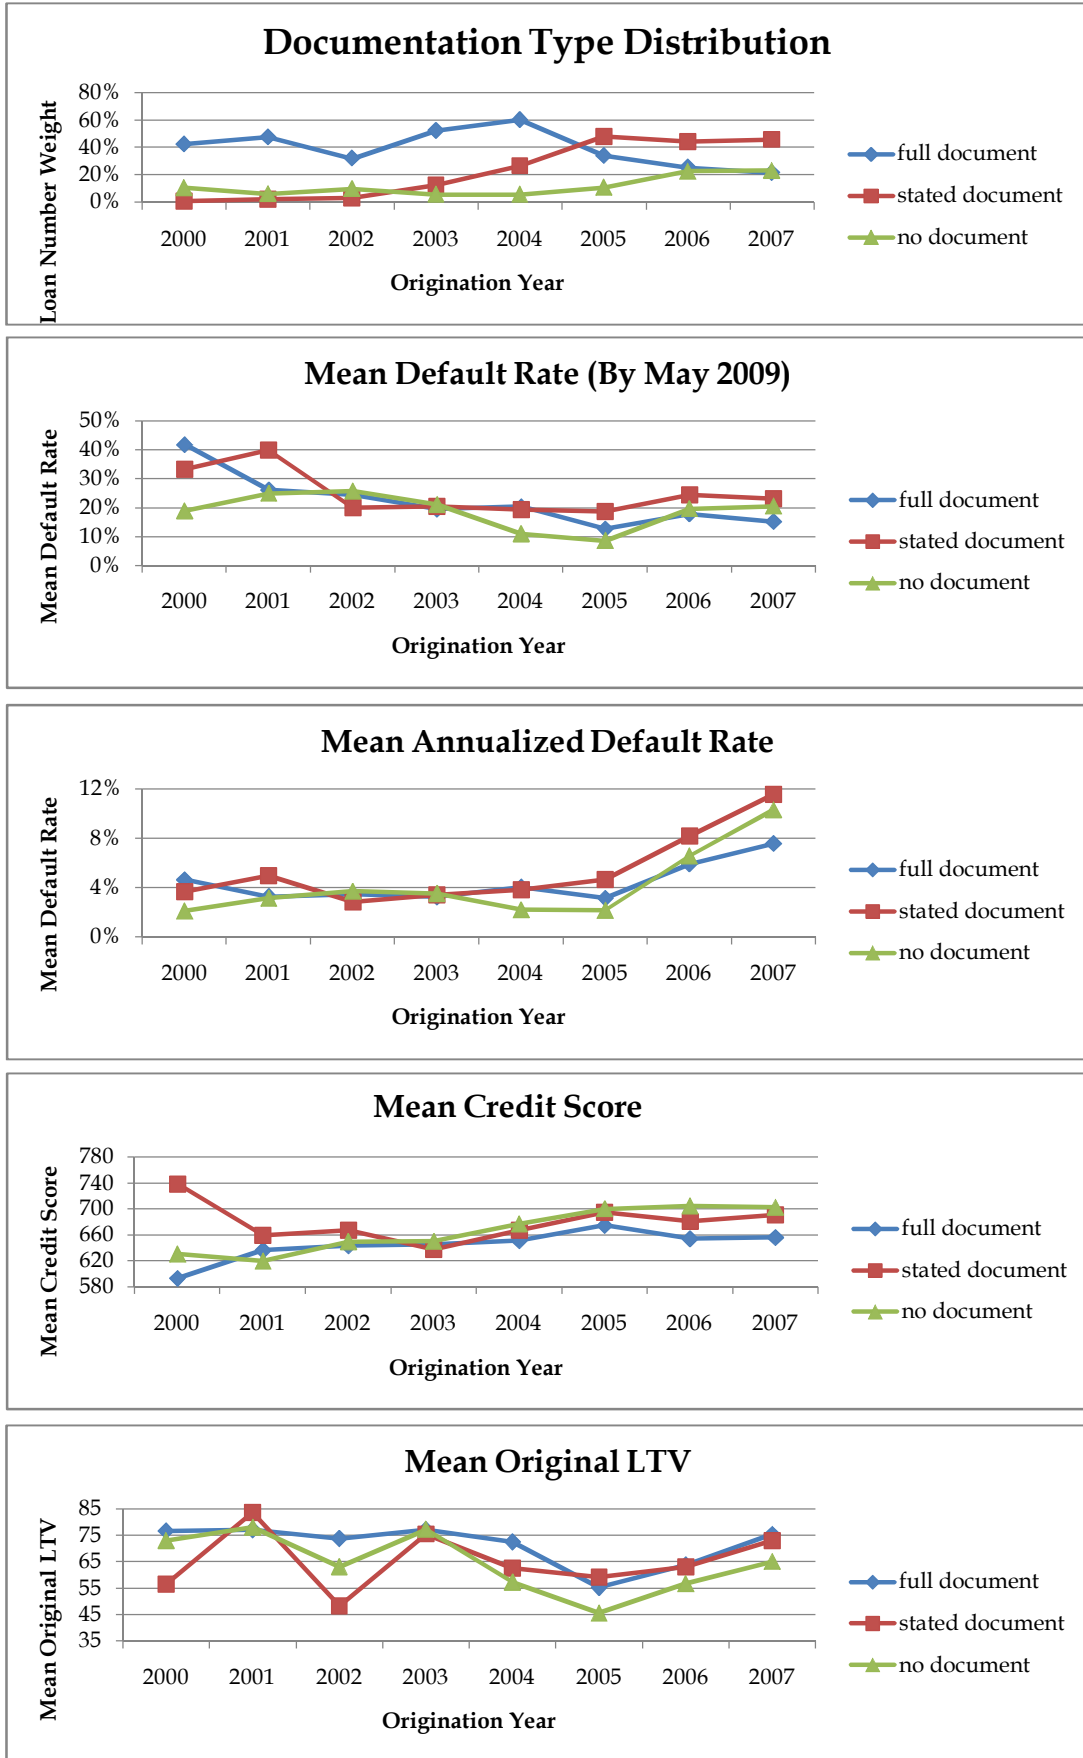 Documentation Type Distribution
Loan Number Weight
80%
60%
40%
20%
0%
2000 2001 2002 2003 2004 2005 2006 2007
Origination Year
full document
stated document
no document
Mean Default Rate (By May 2009)
Mean Default Rate
50%
40%
30%
20%
10%
0%
2000 2001 2002 2003 2004 2005 2006 2007
Origination Year
full document
stated document
no document
Mean Annualized Default Rate
Mean Default Rate
12%
8%
4%
0%
2000 2001 2002 2003 2004 2005 2006 2007
Origination Year
full document
stated document
no document
Mean Credit Score
Mean Credit Score
780
740
700
660
620
580
2000 2001 2002 2003 2004 2005 2006 2007
Origination Year
full document
stated document
no document
Mean Original LTV
Mean Original LTV
85
75
65
55
45
35
2000 2001 2002 2003 2004 2005 2006 2007
Origination Year
full document
stated document
no document